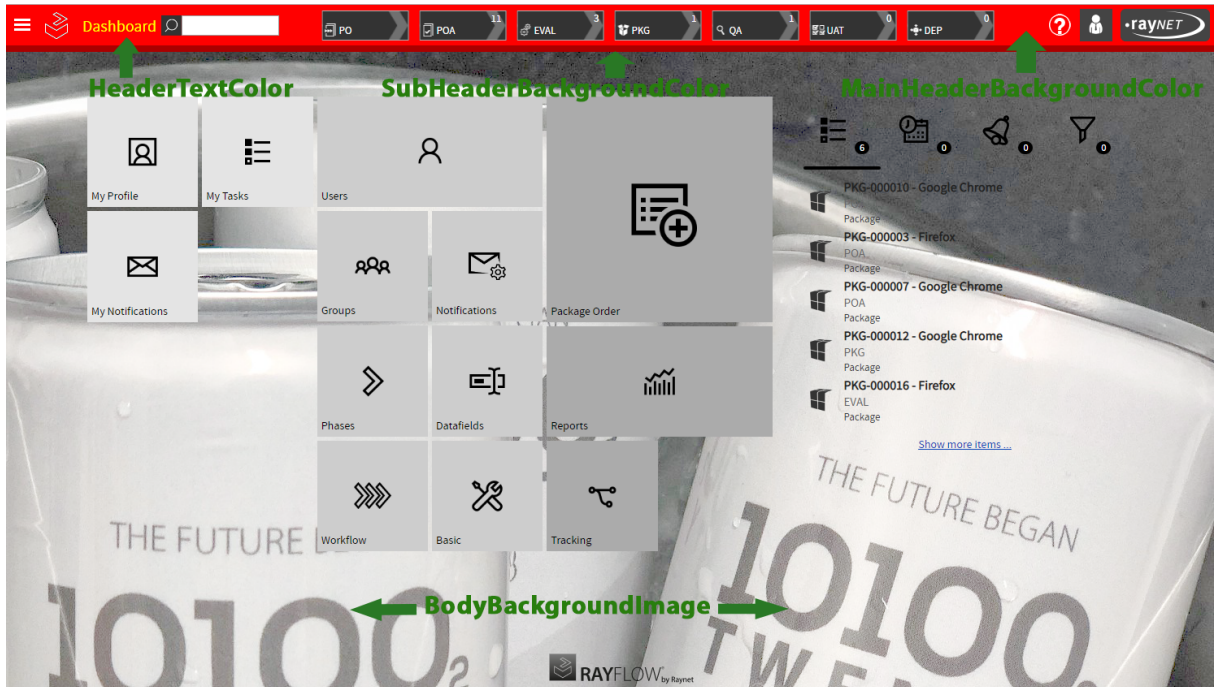 Dashboard
PO
POA 11
EVAL 3
PKG 1
QA 1
UAT 0
DEP 0
•rayNET
HeaderTextColor
SubHeaderBackgroundColor
MainHeaderBackgroundColor
My Profile
My Tasks
Users
My Notifications
Groups
Notifications
Package Order
Phases
Datafields
Reports
Workflow
Basic
Tracking
6
0
0
0
PKG-000010 - Google Chrome
Package
PKG-000003 - Firefox
POA
Package
PKG-000007 - Google Chrome
POA
Package
PKG-000012 - Google Chrome
PKG
Package
PKG-000016 - Firefox
EVAL
Package
Show more items ...
THE FUTURE
10100₂
THE FUTURE BEGAN
10100₂
BodyBackgroundImage
RAYFLOW
by Raynet